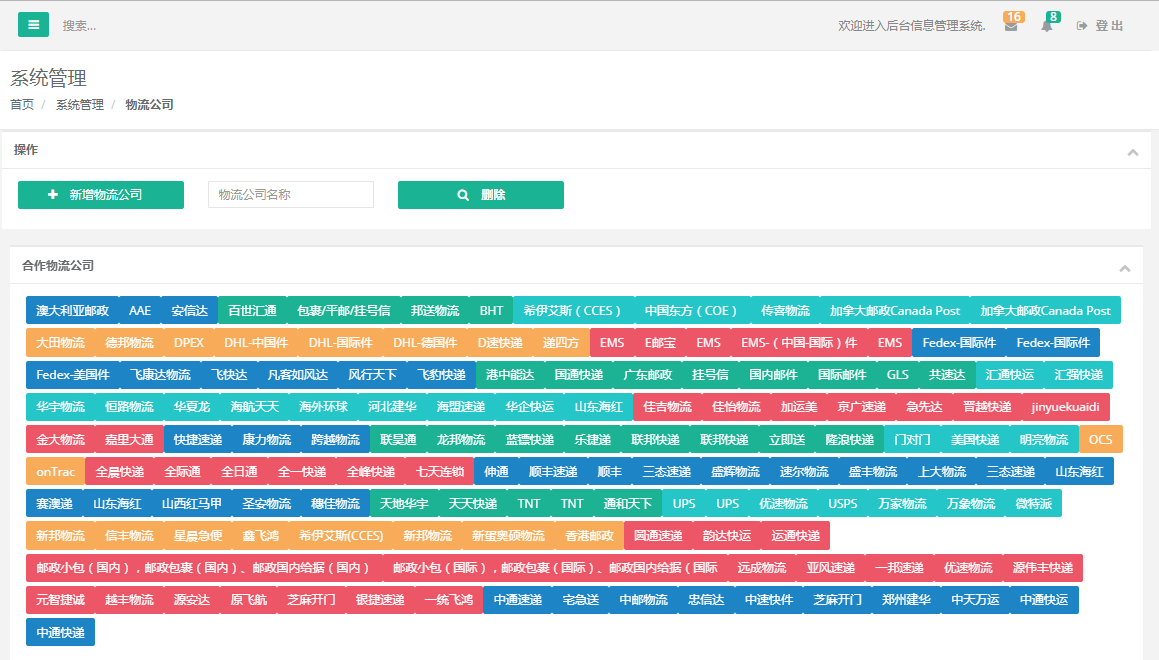 搜索...
欢迎进入后台信息管理系统.
16
8
登 出
系统管理
首页 / 系统管理 / 物流公司
操作
新增物流公司 物流公司名称 删除
合作物流公司
澳大利亚邮政 AAE 安信达 百世汇通 包裹/平邮/挂号信 邦送物流 BHT 希伊艾斯（CCES） 中国东方（COE） 传喜物流 加拿大邮政Canada Post 加拿大邮政Canada Post
大田物流 德邦物流 DPEX DHL-中国件 DHL-国际件 DHL-德国件 D速快递 递四方 EMS E邮宝 EMS EMS-（中国-国际）件 EMS Fedex-国际件 Fedex-国际件
Fedex-美国件 飞康达物流 飞快达 凡客如风达 风行天下 飞豹快递 港中能达 国通快递 广东邮政 挂号信 国内邮件 国际邮件 GLS 共速达 汇通快运 汇强快递
华宇物流 恒路物流 华夏龙 海航天天 海外环球 河北建华 海盟速递 华企快运 山东海红 佳吉物流 佳怡物流 加运美 京广速递 急先达 晋越快递 jinyuekuaidi
金大物流 嘉里大通 快捷速递 康力物流 跨越物流 联昊通 龙邦物流 蓝镖快递 乐捷递 联邦快递 联邦快递 立即送 隆浪快递 门对门 美国快递 明亮物流 OCS
onTrac 全晨快递 全际通 全日通 全一快递 全峰快递 七天连锁 伸通 顺丰速递 顺丰 三态速递 盛辉物流 速尔物流 盛丰物流 上大物流 三态速递 山东海红
赛澳递 山东海红 山西红马甲 圣安物流 穗佳物流 天地华宇 天天快递 TNT TNT 通和天下 UPS UPS 优速物流 USPS 万家物流 万象物流 微特派
新邦物流 信丰物流 星晨急便 鑫飞鸿 希伊艾斯(CCES) 新邦物流 新蛋奥硕物流 香港邮政 圆通速递 韵达快运 运通快递
邮政小包（国内），邮政包裹（国内）、邮政国内给据（国内） 邮政小包（国际），邮政包裹（国际）、邮政国内给据（国际 远成物流 亚风速递 一邦速递 优速物流 源伟丰快递
元智捷诚 越丰物流 源安达 原飞航 芝麻开门 银捷速递 一统飞鸿 中通速递 宅急送 中邮物流 忠信达 中速快件 芝麻开门 郑州建华 中天万运 中通快运
中通快递